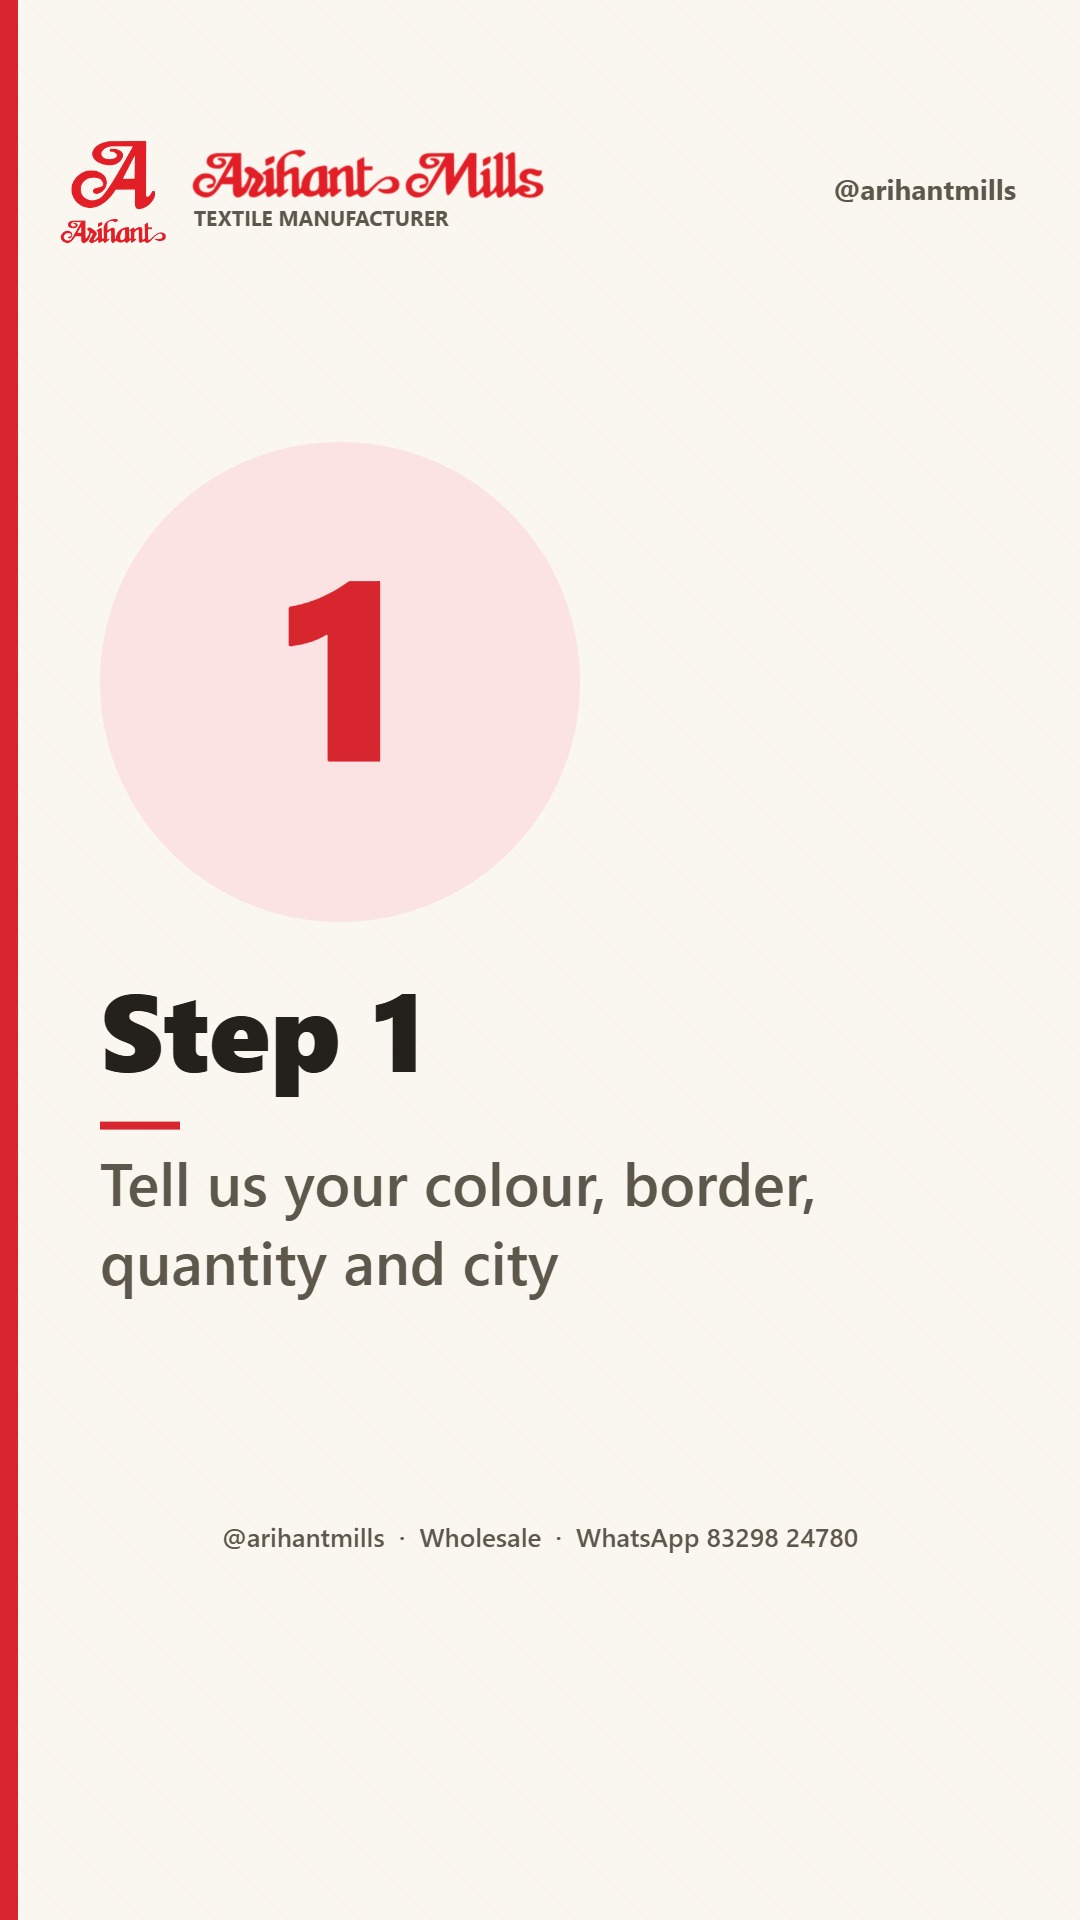 A
Arihant
Arihant Mills
TEXTILE MANUFACTURER
@arihantmills
1
Step 1
Tell us your colour, border,
quantity and city
@arihantmills · Wholesale · WhatsApp 83298 24780